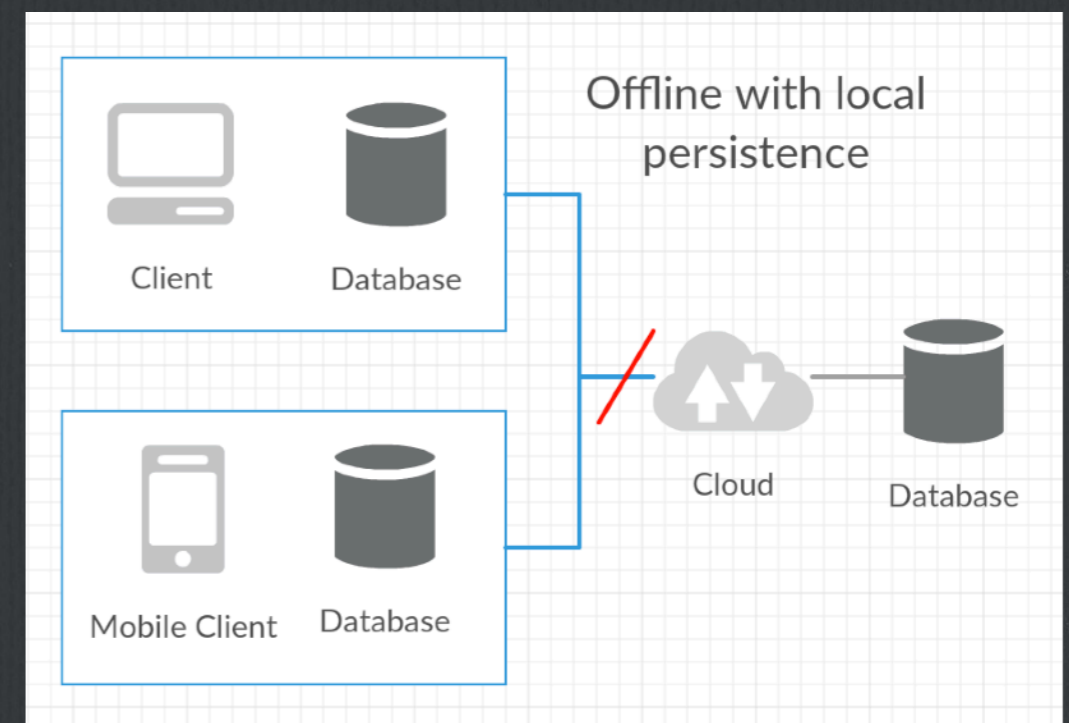 Offline with local
persistence
Client
Database
Cloud
Database
Mobile Client
Database